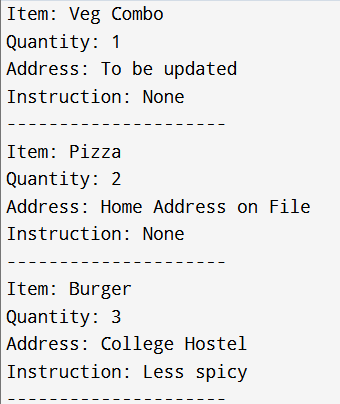 Item: Veg Combo
Quantity: 1
Address: To be updated
Instruction: None
---------------------
Item: Pizza
Quantity: 2
Address: Home Address on File
Instruction: None
---------------------
Item: Burger
Quantity: 3
Address: College Hostel
Instruction: Less spicy
---------------------